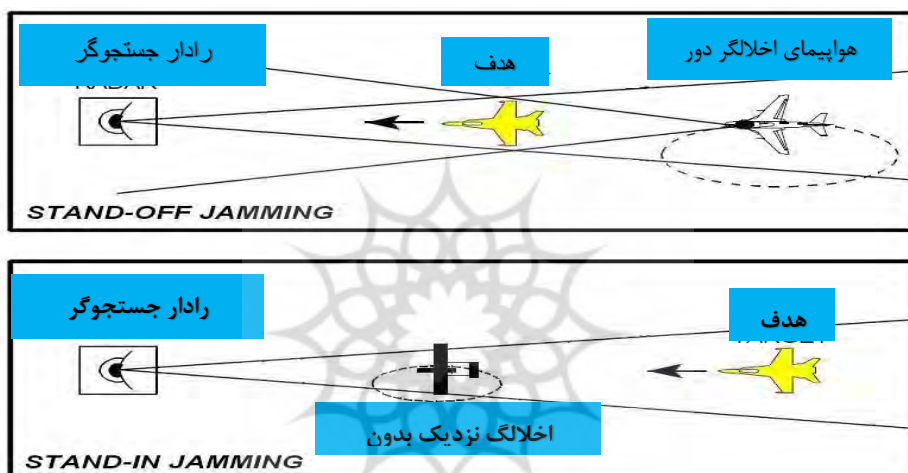 رادار جستجوگر
هدف
هواپیمای اخلالگر دور
STAND-OFF JAMMING
رادار جستجوگر
هدف
اخلالگ نزدیک بدون
STAND-IN JAMMING